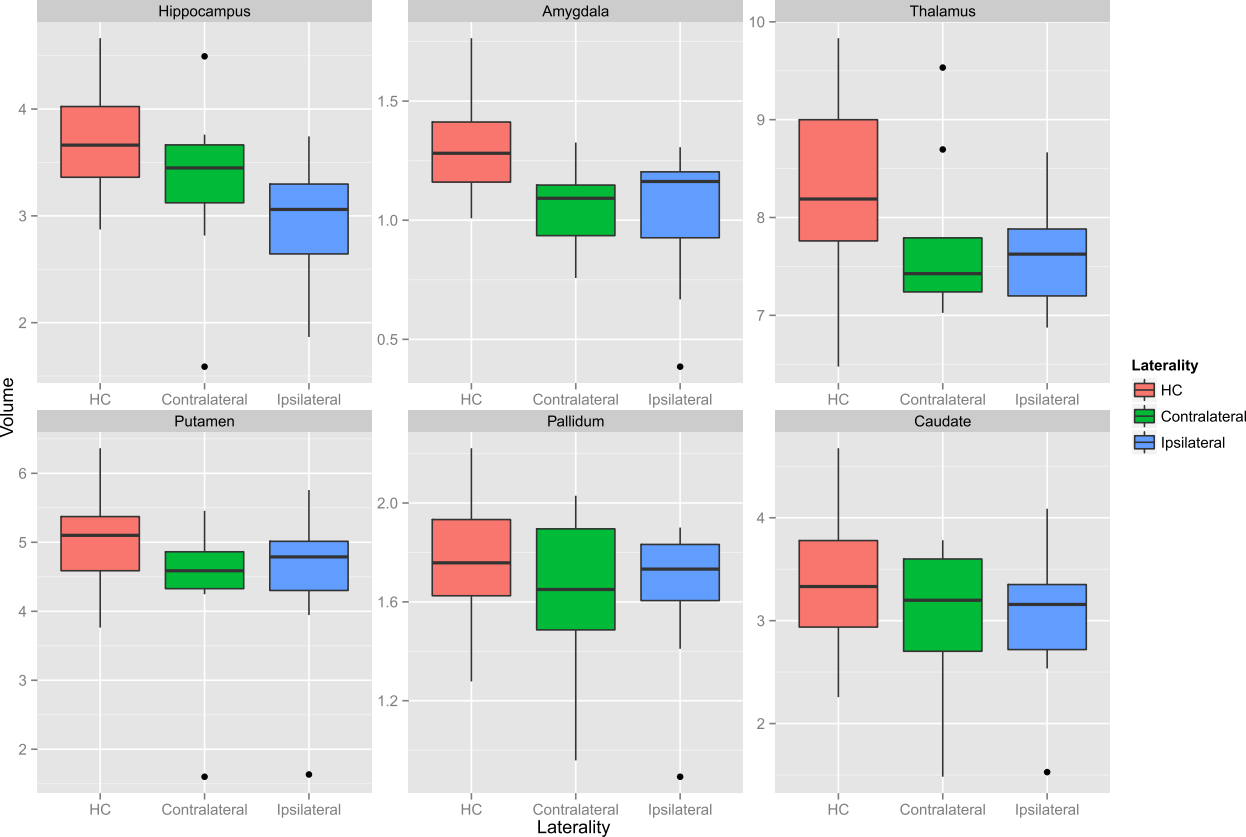 Hippocampus
Amygdala
Thalamus
4
3
2
1.5
1.0
0.5
10
9
8
7
HC Contralateral Ipsilateral
HC Contralateral Ipsilateral
HC Contralateral Ipsilateral
Volume
Putamen
Pallidum
Caudate
6
5
4
3
2
2.0
1.6
1.2
4
3
2
HC Contralateral Ipsilateral
HC Contralateral Ipsilateral
HC Contralateral Ipsilateral
Laterality
Laterality
HC
Contralateral
Ipsilateral